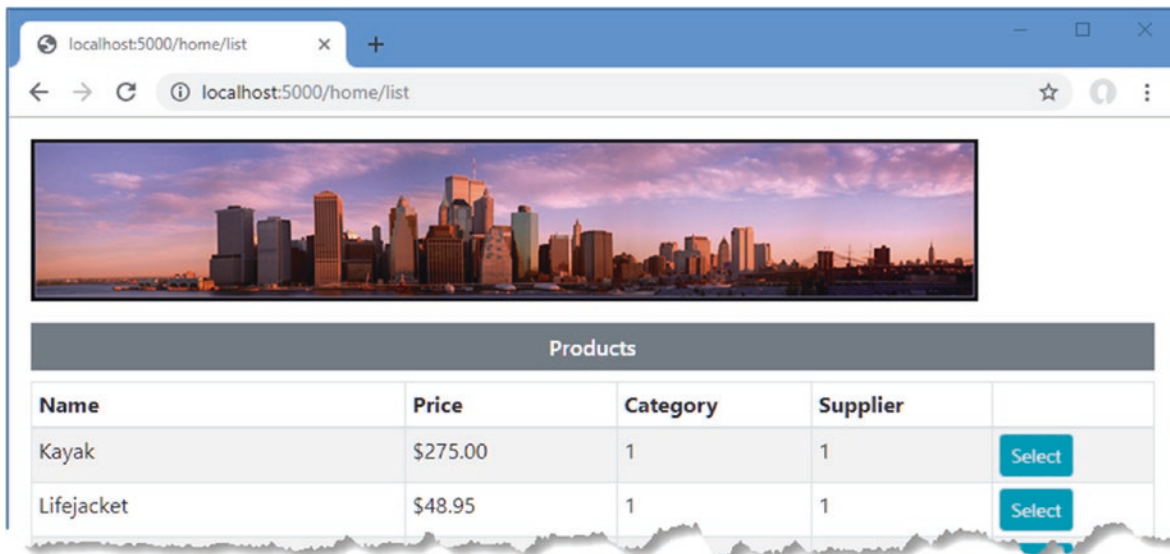 localhost:5000/home/list
localhost:5000/home/list
Products
Name Price Category Supplier
Kayak $275.00 1 1 Select
Lifejacket $48.95 1 1 Select